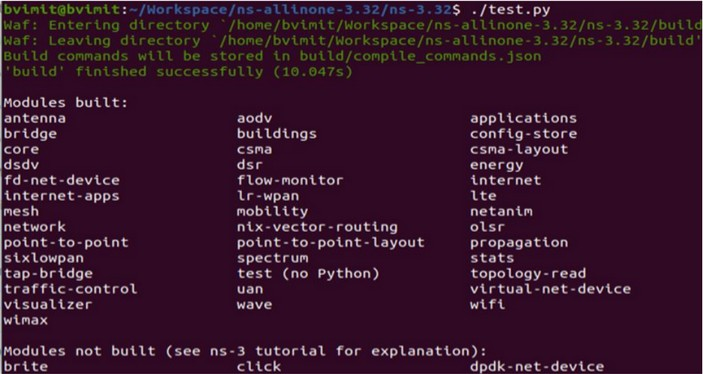 bvimit@bvimit:~/Workspace/ns-allinone-3.32/ns-3.32$ ./test.py
Waf: Entering directory `/home/bvimit/Workspace/ns-allinone-3.32/ns-3.32/build
Waf: Leaving directory `/home/bvimit/Workspace/ns-allinone-3.32/ns-3.32/build'
Build commands will be stored in build/compile_commands.json
'build' finished successfully (10.047s)
Modules built:
antenna aodv applications
bridge buildings config-store
core csma csma-layout
dsdv dsr energy
fd-net-device flow-monitor internet
internet-apps lr-wpan lte
mesh mobility netanim
network nix-vector-routing olsr
point-to-point point-to-point-layout propagation
sixlowpan spectrum stats
tap-bridge test (no Python) topology-read
traffic-control uan virtual-net-device
visualizer wave wifi
wimax
Modules not built (see ns-3 tutorial for explanation):
brite click dpdk-net-device